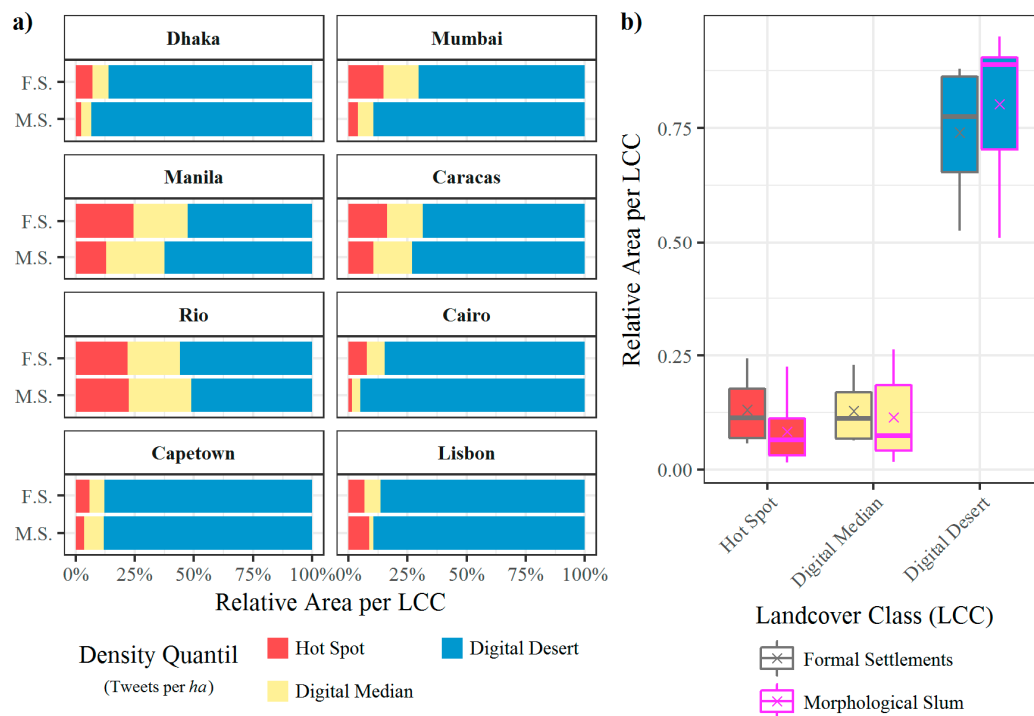 a)
Dhaka
Mumbai
F.S.
M.S.
Manila
Caracas
F.S.
M.S.
Rio
Cairo
F.S.
M.S.
Capetown
Lisbon
F.S.
M.S.
0% 25% 50% 75% 100% 0% 25% 50% 75% 100%
Relative Area per LCC
Density Quantil
(Tweets per ha)
Hot Spot
Digital Desert
Digital Median
b)
Relative Area per LCC
0.75
0.50
0.25
0.00
Hot Spot
Digital Median
Digital Desert
Landcover Class (LCC)
Formal Settlements
Morphological Slum